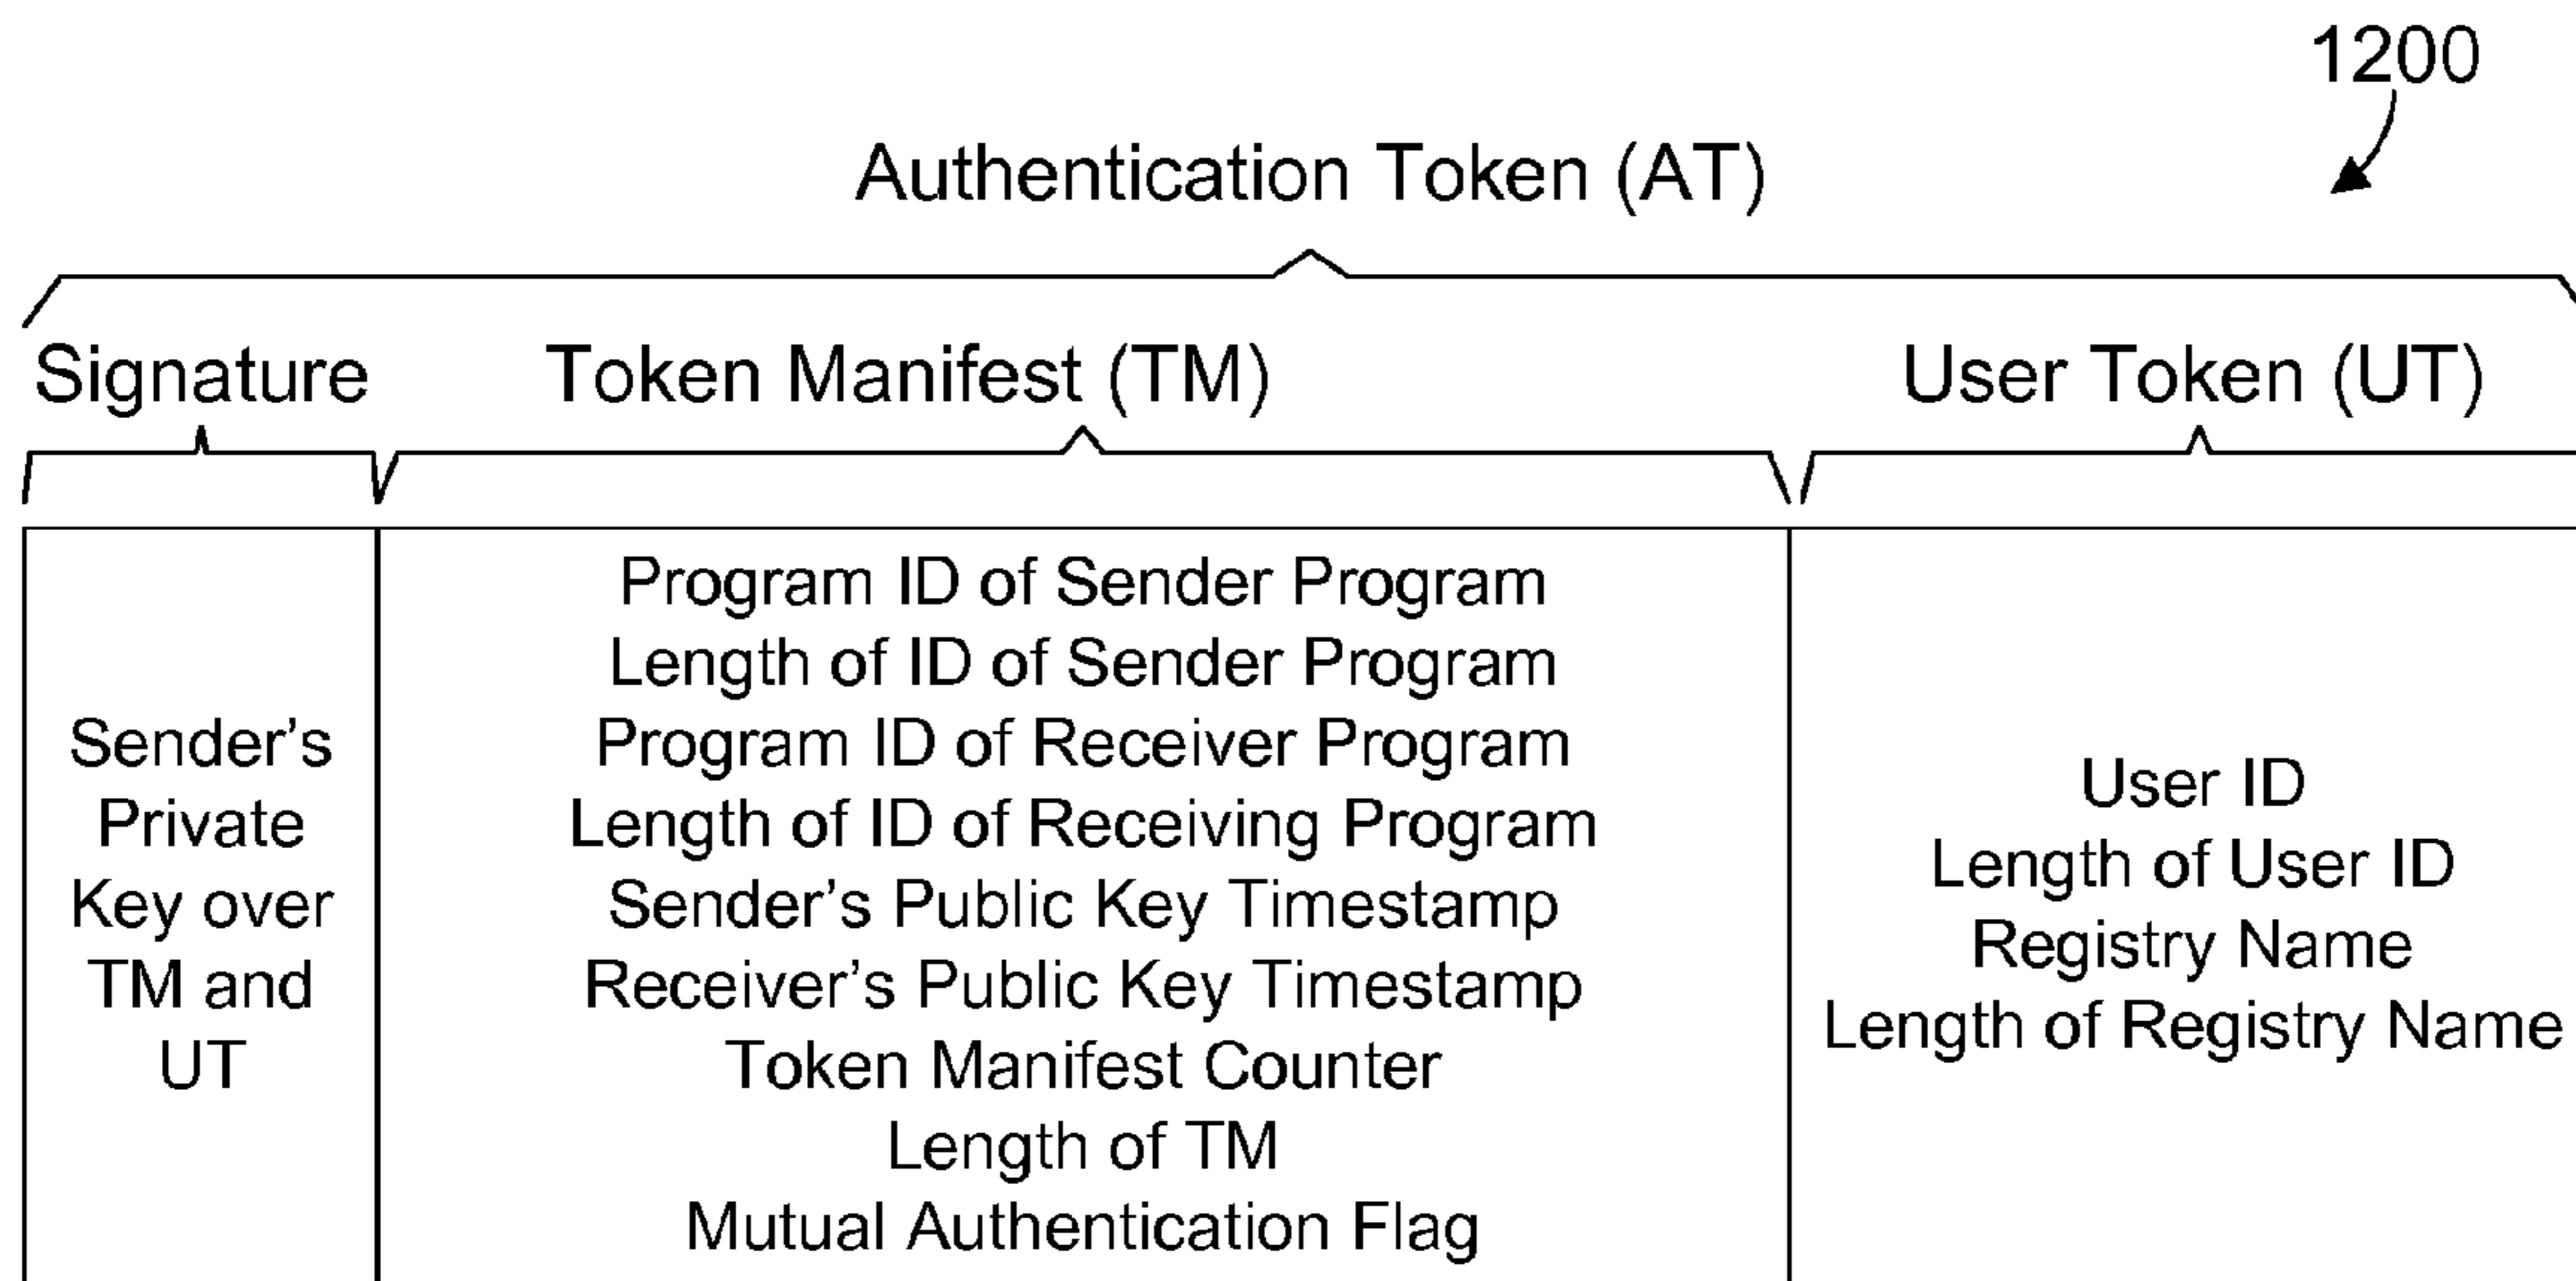 1200
Authentication Token (AT)
Signature
Token Manifest (TM)
User Token (UT)
Sender's
Private
Key over
TM and
UT
Program ID of Sender Program
Length of ID of Sender Program
Program ID of Receiver Program
Length of ID of Receiving Program
Sender's Public Key Timestamp
Receiver's Public Key Timestamp
Token Manifest Counter
Length of TM
Mutual Authentication Flag
User ID
Length of User ID
Registry Name
Length of Registry Name